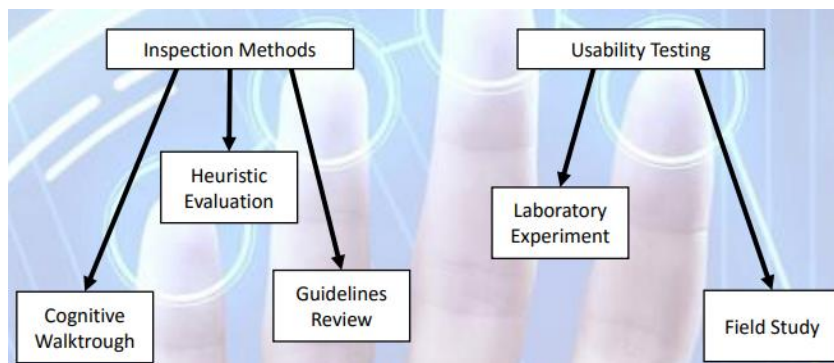 Inspection Methods
Usability Testing
Heuristic
Evaluation
Laboratory
Experiment
Cognitive
Walktrough
Guidelines
Review
Field Study